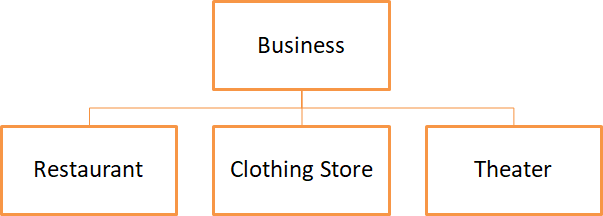 Business
Restaurant
Clothing Store
Theater